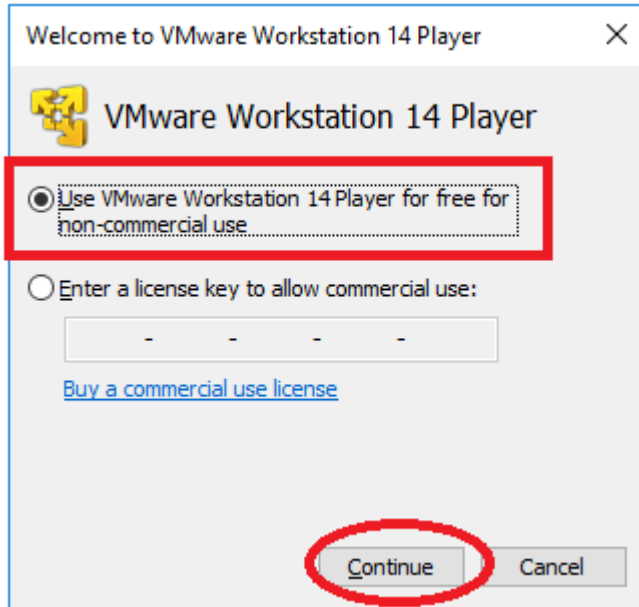 Welcome to VMware Workstation 14 Player
VMware Workstation 14 Player
Use VMware Workstation 14 Player for free for
non-commercial use
Enter a license key to allow commercial use:
- - - -
Buy a commercial use license
Continue Cancel